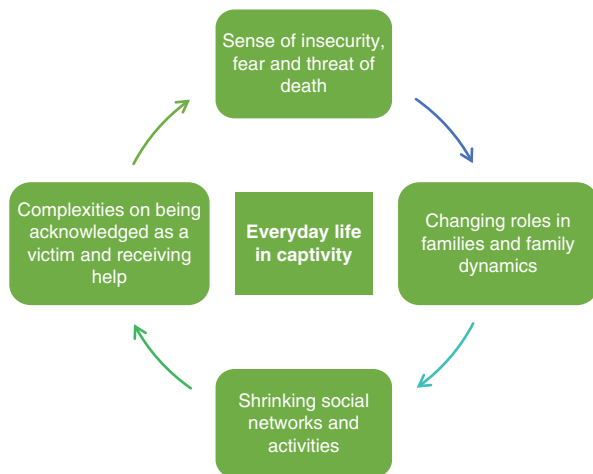 Sense of insecurity,
fear and threat of
death
Changing roles in
families and family
dynamics
Shrinking social
networks and
activities
Complexities on being
acknowledged as a
victim and receiving
help
Everyday life
in captivity